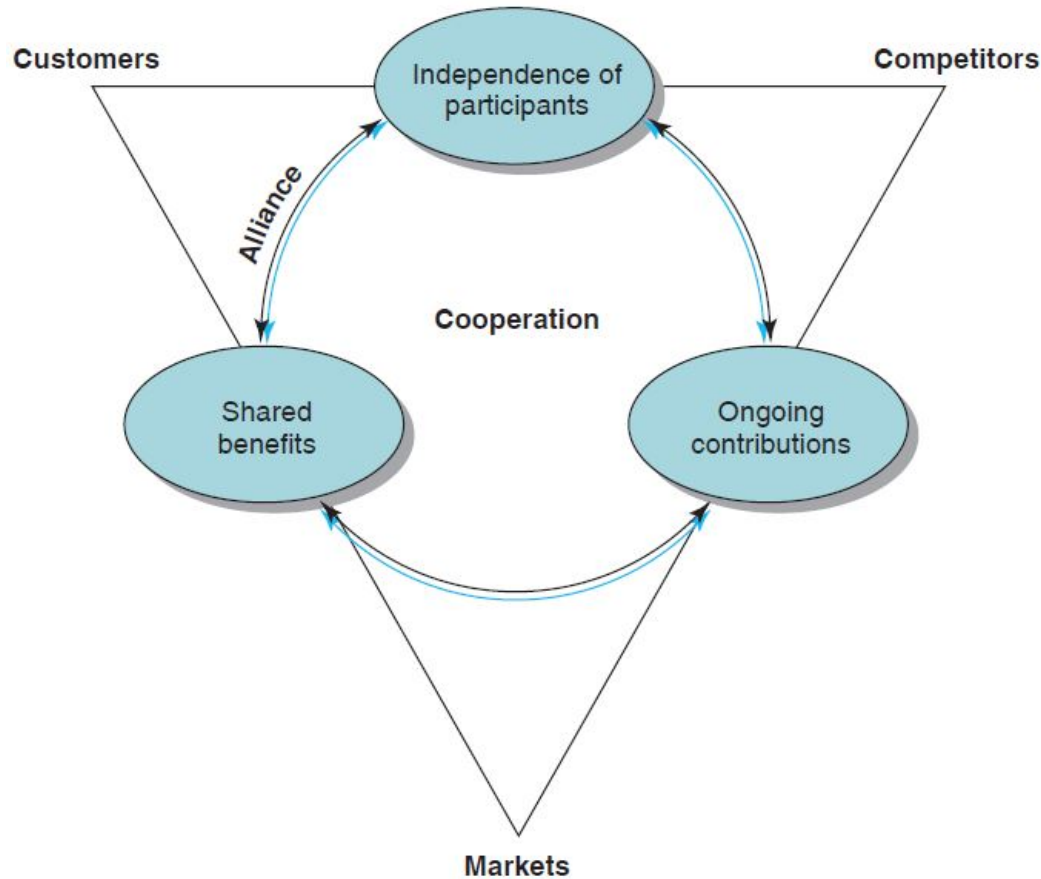 Customers
Independence of
participants
Competitors
Alliance
Cooperation
Shared
benefits
Ongoing
contributions
Markets